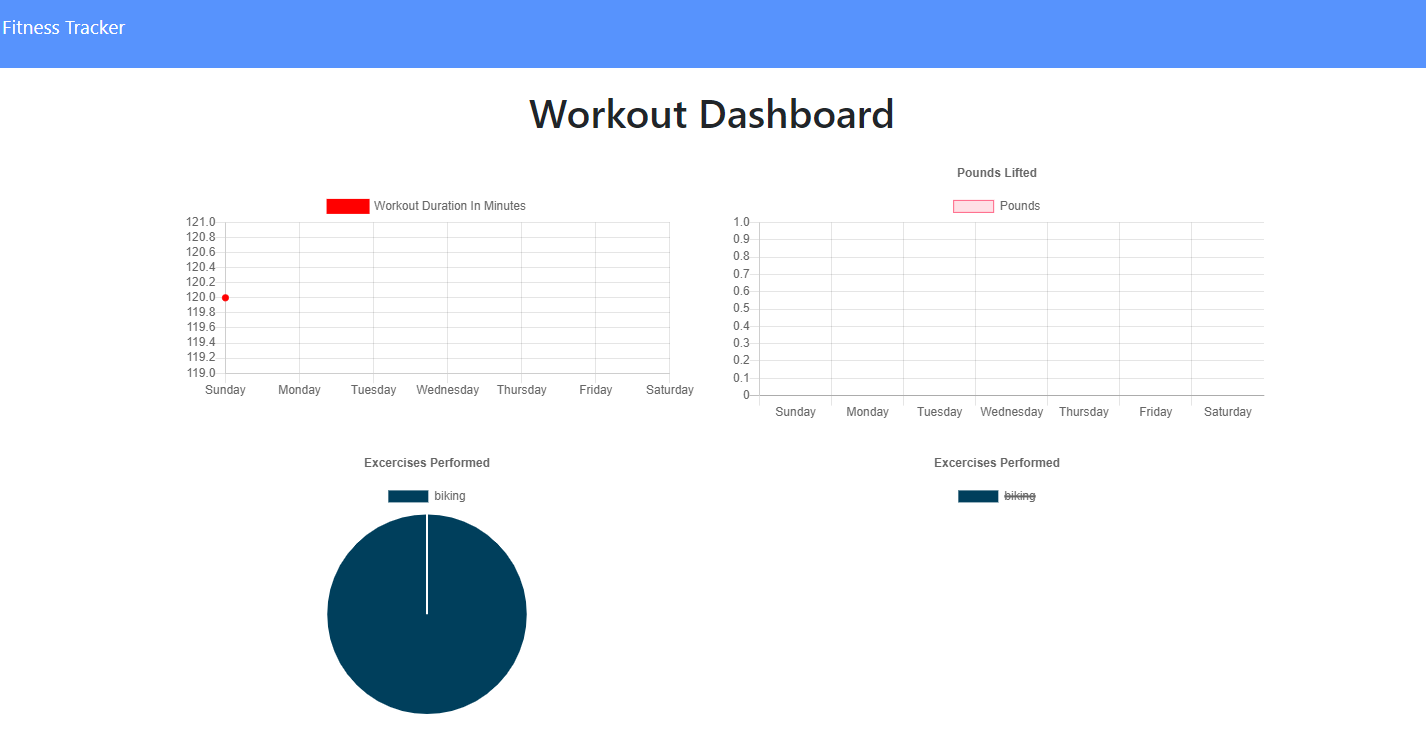 Fitness Tracker
Workout Dashboard
Workout Duration In Minutes
121.0
120.8
120.6
120.4
120.2
120.0
119.8
119.6
119.4
119.2
119.0
Sunday Monday Tuesday Wednesday Thursday Friday Saturday
Pounds Lifted
Pounds
1.0
0.9
0.8
0.7
0.6
0.5
0.4
0.3
0.2
0.1
0
Sunday Monday Tuesday Wednesday Thursday Friday Saturday
Excercises Performed
biking
Excercises Performed
biking